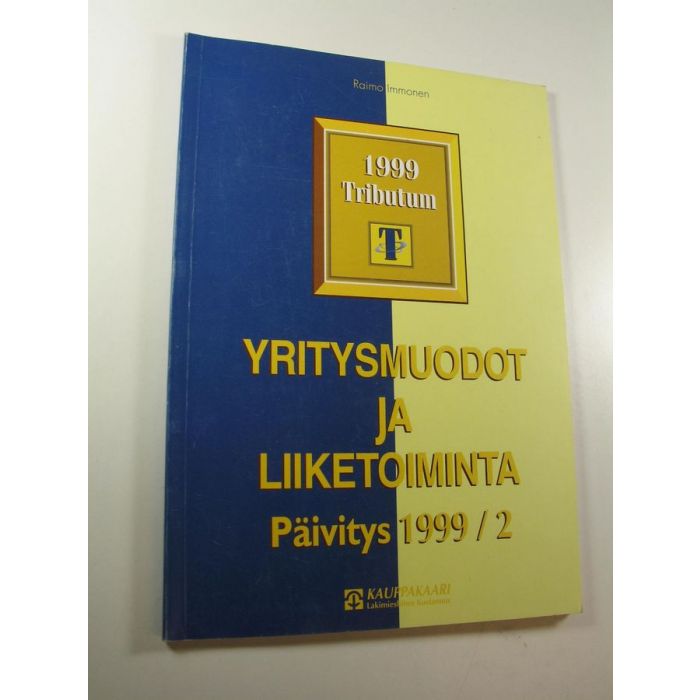 Raimo Immonen
1999
Tributum
T
YRITYSMUODOT
JA
LIIKETOIMINTA
Päivitys 1999 / 2
KAUPPAKAARI
Lakimiesliiton Kustannus